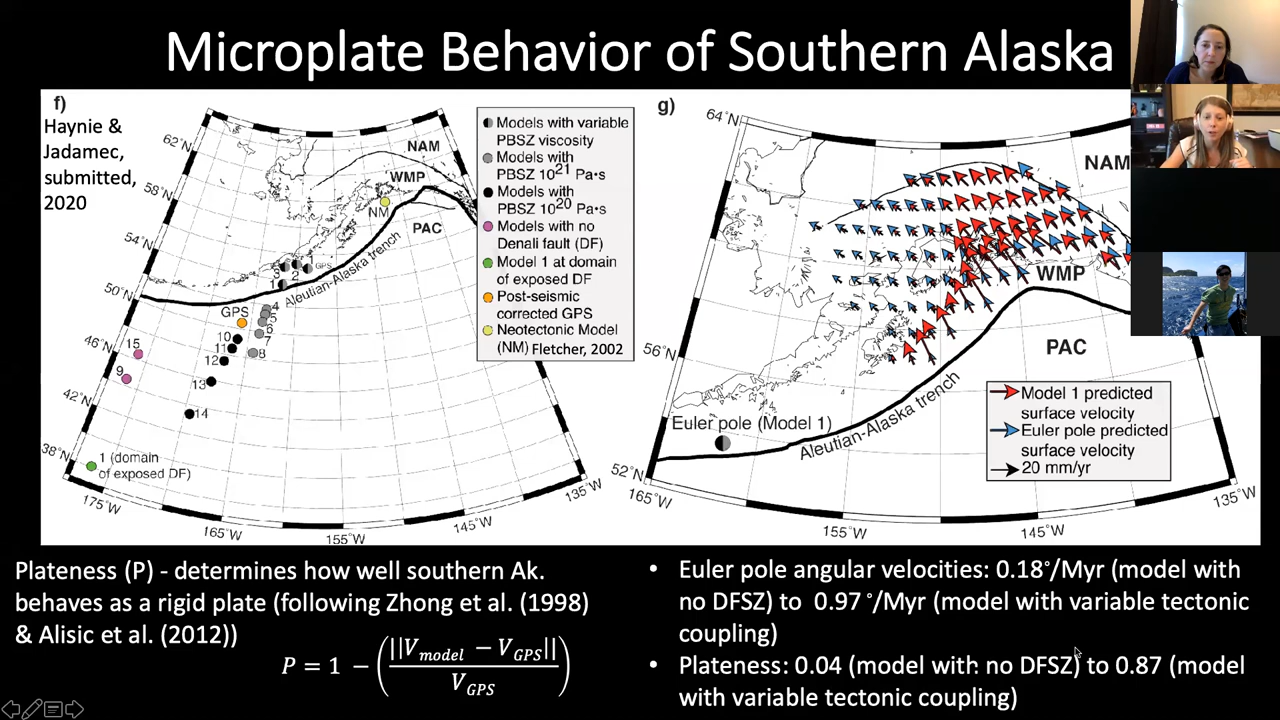 Microplate Behavior of Southern Alaska
f)
Haynie &
Jadamec,
submitted,
2020
62°N
58°N
54°N
50°N
46°N
42°N
38°N
175°W
165°W
155°W
145°W
135°W
NAM
WMP
NM
PAC
Aleutian-Alaska trench
GPS
3
2
1
GPS
4
5
6
7
8
10
11
12
13
14
15
9
1 (domain
of exposed DF)
Models with variable
PBSZ viscosity
Models with
PBSZ 10²¹ Pa•s
Models with
PBSZ 10²⁰ Pa•s
Models with no
Denali fault (DF)
Model 1 at domain
of exposed DF
Post-seismic
corrected GPS
Neotectonic Model
(NM) Fletcher, 2002
g)
64°N
56°N
52°N
165°W
155°W
145°W
135°W
NAM
WMP
PAC
Aleutian-Alaska trench
Euler pole (Model 1)
Model 1 predicted
surface velocity
Euler pole predicted
surface velocity
20 mm/yr
Plateness (P) - determines how well southern Ak.
behaves as a rigid plate (following Zhong et al. (1998)
& Alisic et al. (2012))
P = 1 − (||V_model − V_GPS|| / V_GPS)
• Euler pole angular velocities: 0.18°/Myr (model with
no DFSZ) to 0.97 °/Myr (model with variable tectonic
coupling)
• Plateness: 0.04 (model with no DFSZ) to 0.87 (model
with variable tectonic coupling)